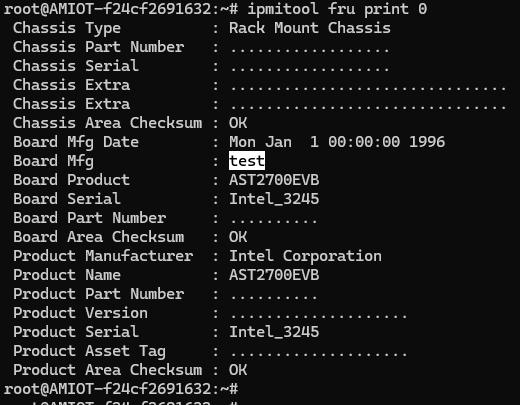 root@AMIOT-f24cf2691632:~# ipmitool fru print 0
 Chassis Type          : Rack Mount Chassis
 Chassis Part Number   : ..................
 Chassis Serial        : ..................
 Chassis Extra         : ...............................
 Chassis Extra         : ...............................
 Chassis Area Checksum : OK
 Board Mfg Date        : Mon Jan  1 00:00:00 1996
 Board Mfg             : test
 Board Product         : AST2700EVB
 Board Serial          : Intel_3245
 Board Part Number     : ..........
 Board Area Checksum   : OK
 Product Manufacturer  : Intel Corporation
 Product Name          : AST2700EVB
 Product Part Number   : ..........
 Product Version       : ....................
 Product Serial        : Intel_3245
 Product Asset Tag     : ....................
 Product Area Checksum : OK
root@AMIOT-f24cf2691632:~#